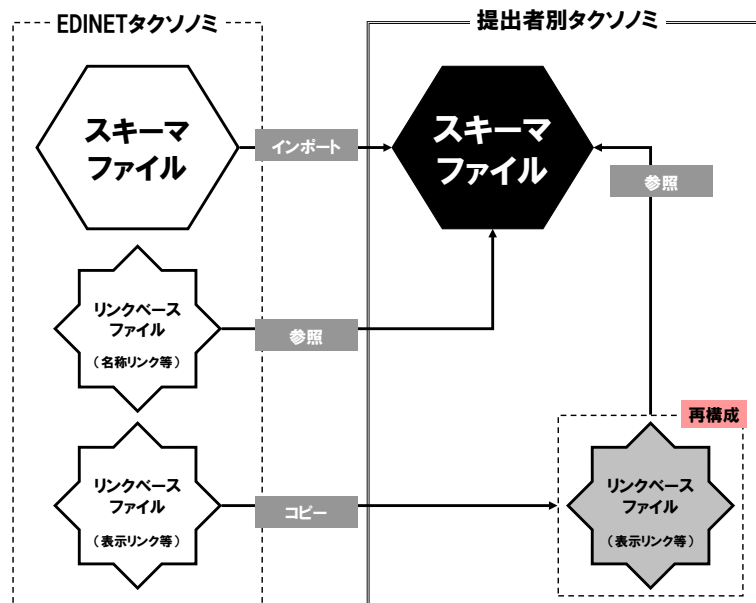 EDINETタクソノミ
提出者別タクソノミ
スキーマ
ファイル
インポート
スキーマ
ファイル
参照
リンクベース
ファイル
（名称リンク等）
参照
再構成
リンクベース
ファイル
（表示リンク等）
コピー
リンクベース
ファイル
（表示リンク等）